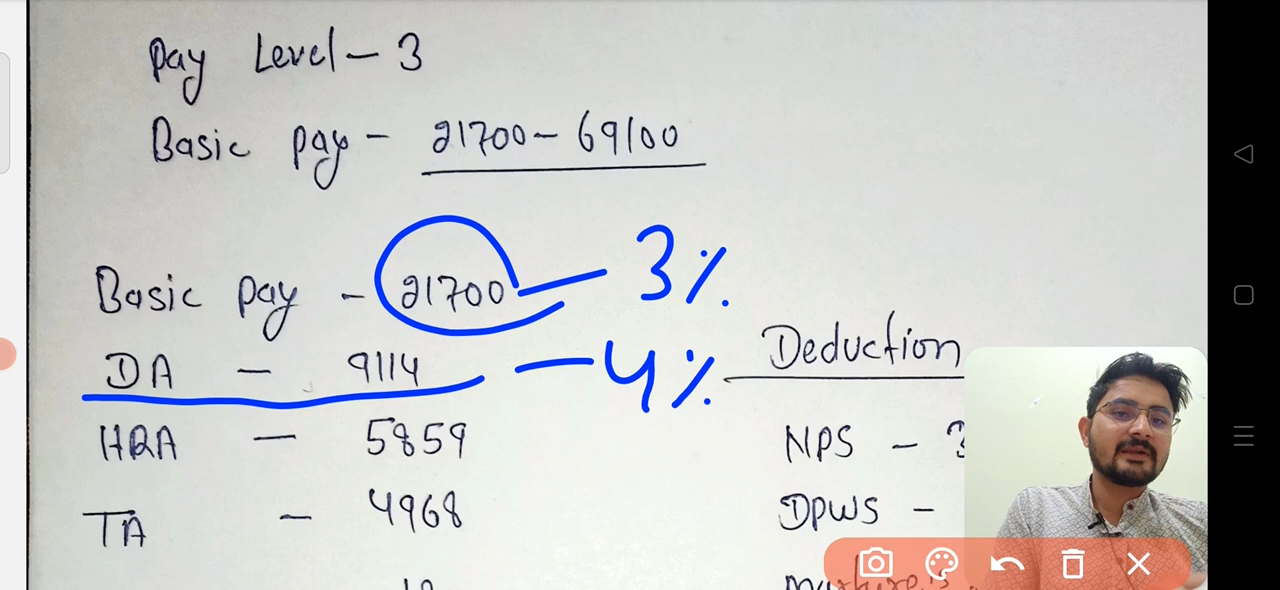 Pay Level - 3
Basic pay - 21700 - 69100
Basic pay - 21700 - 3%
DA - 9114 - 4%
HRA - 5859
TA - 4968
Deduction
NPS -
DPWS -